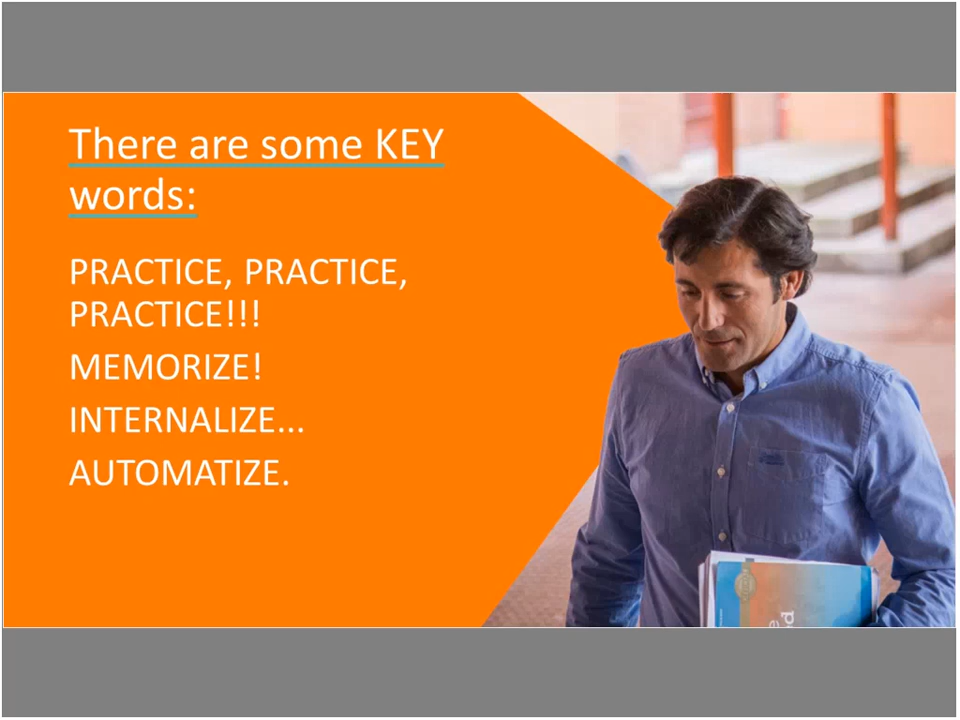 There are some KEY
words:
PRACTICE, PRACTICE,
PRACTICE!!!
MEMORIZE!
INTERNALIZE...
AUTOMATIZE.